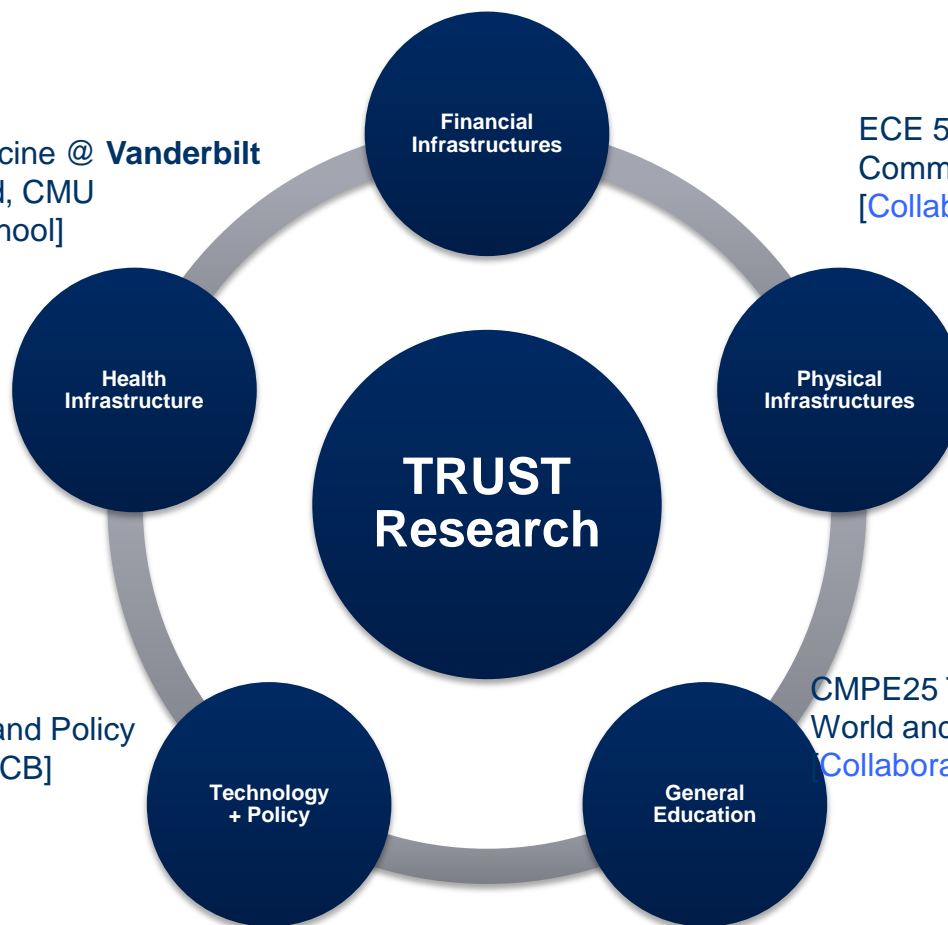 Financial
Infrastructures
cine @ Vanderbilt
d, CMU
hool]
ECE 5
Comm
[Collab
Health
Infrastructure
Physical
Infrastructures
TRUST
Research
and Policy
CB]
CMPE25
World and
[Collabora
Technology
+ Policy
General
Education